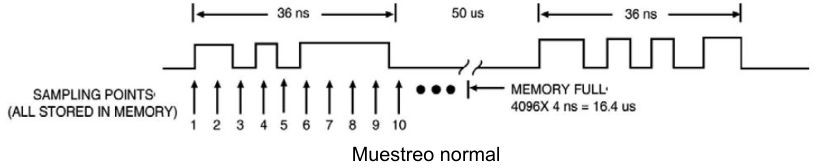 36 ns
50 us
36 ns
SAMPLING POINTS
(ALL STORED IN MEMORY)
1 2 3 4 5 6 7 8 9 10
MEMORY FULL
4096X 4 ns = 16.4 us
Muestreo normal